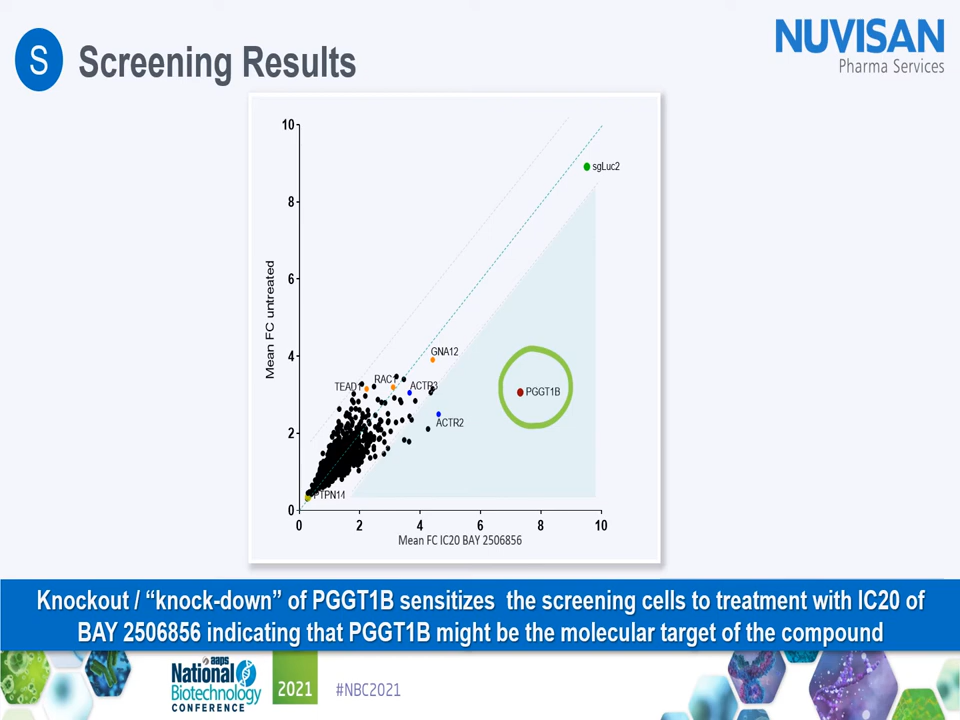 S Screening Results
NUVISAN
Pharma Services
10
8
6
4
2
0
Mean FC untreated
sgLuc2
GNA12
TEAD1
RAC1
ACTR3
PGGT1B
ACTR2
PTPN14
0 2 4 6 8 10
Mean FC IC20 BAY 2506856
Knockout / “knock-down” of PGGT1B sensitizes the screening cells to treatment with IC20 of
BAY 2506856 indicating that PGGT1B might be the molecular target of the compound
aaps
National
Biotechnology
CONFERENCE
2021
#NBC2021